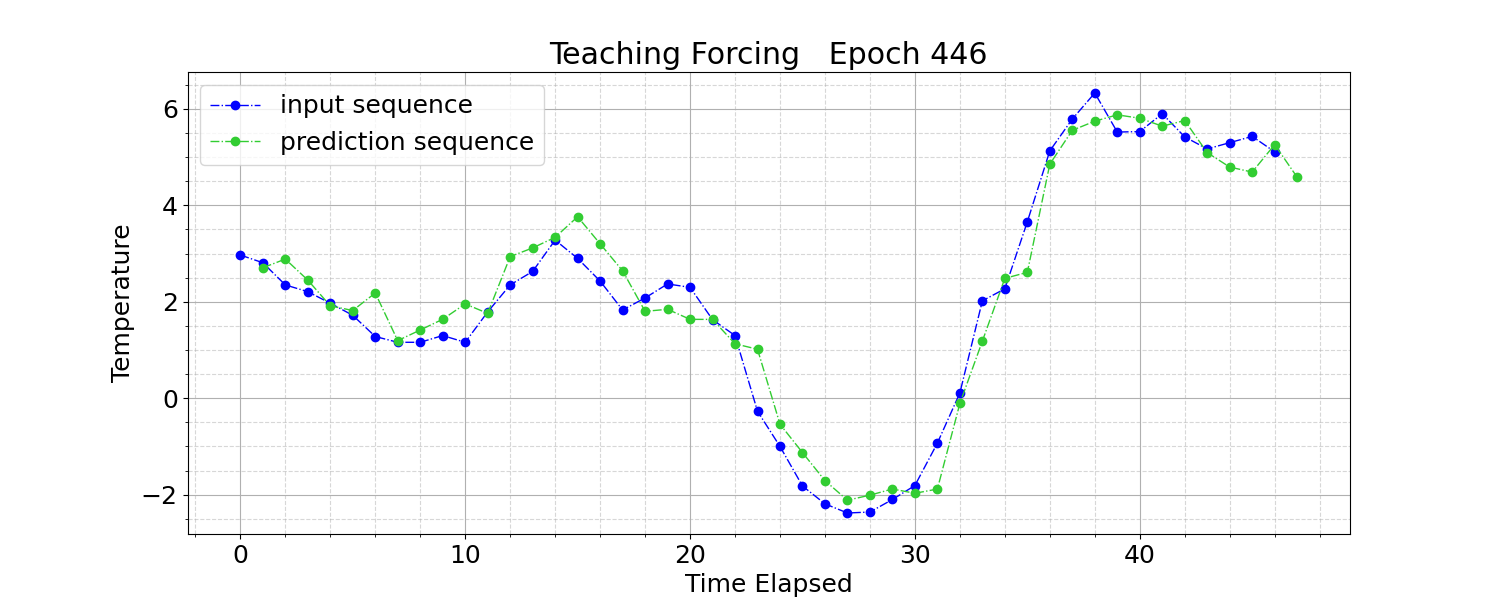 Teaching Forcing   Epoch 446
input sequence
prediction sequence
Temperature
6
4
2
0
−2
0 10 20 30 40
Time Elapsed